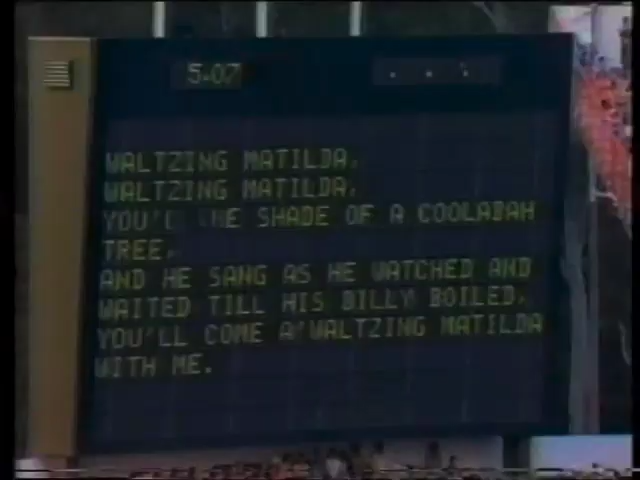 5:07
WALTZING MATILDA,
WALTZING MATILDA,
SHADE OF A COOLABAH
TREE,
AND HE SANG AS HE WATCHED AND
WAITED TILL HIS BILLY BOILED,
YOU'LL COME A'WALTZING MATILDA
WITH ME.